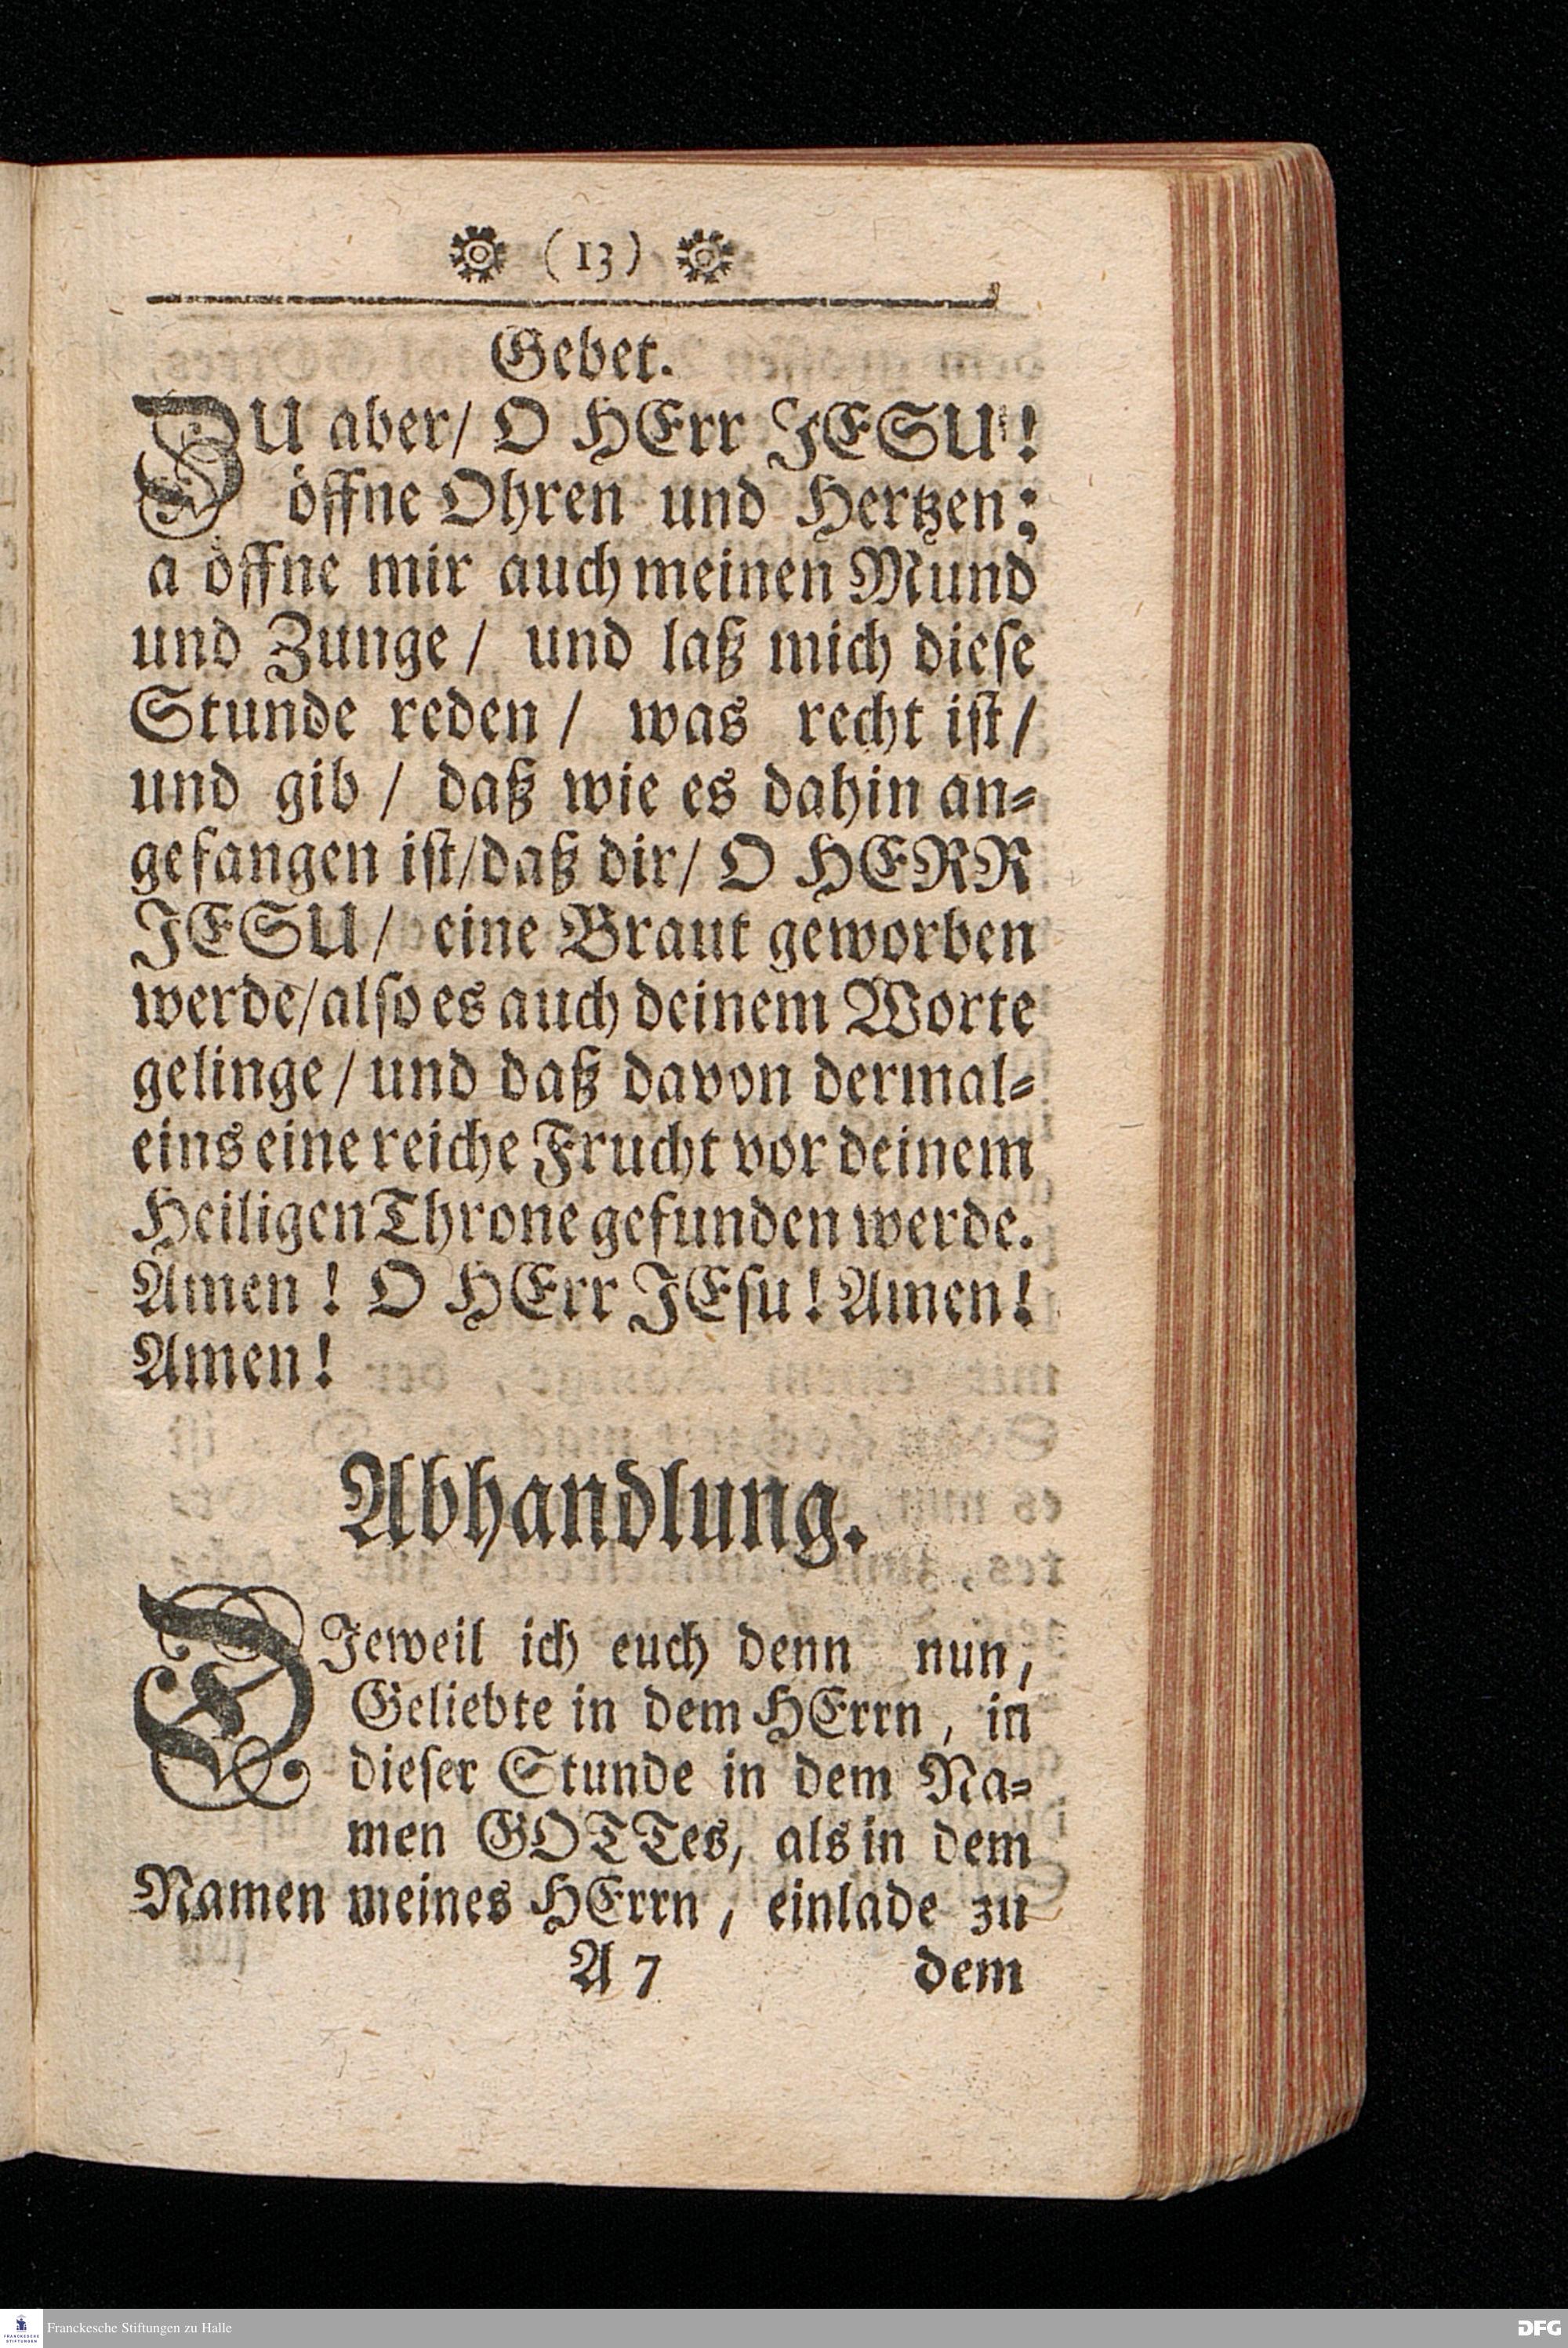 (13)
Gebet.
DU aber/ O HErr JESU!
öffne Ohren und Hertzen;
a öffne mir auch meinen Mund
und Zunge/ und laß mich dieſe
Stunde reden/ was recht iſt/
und gib/ daß wie es dahin an-
gefangen iſt/daß dir/ O HERR
JESU/ eine Braut geworben
werde/alſo es auch deinem Worte
gelinge/ und daß davon dermal-
eins eine reiche Frucht vor deinem
Heiligen Throne gefunden werde.
Amen! O HErr JEſu! Amen!
Amen!
Abhandlung.
DJeweil ich euch denn nun,
Geliebte in dem HErrn, in
dieſer Stunde in dem Na-
men GOTTes, als in dem
Namen meines HErrn, einlade zu
A 7 dem
FRANCKESCHE STIFTUNGEN
Franckesche Stiftungen zu Halle
DFG